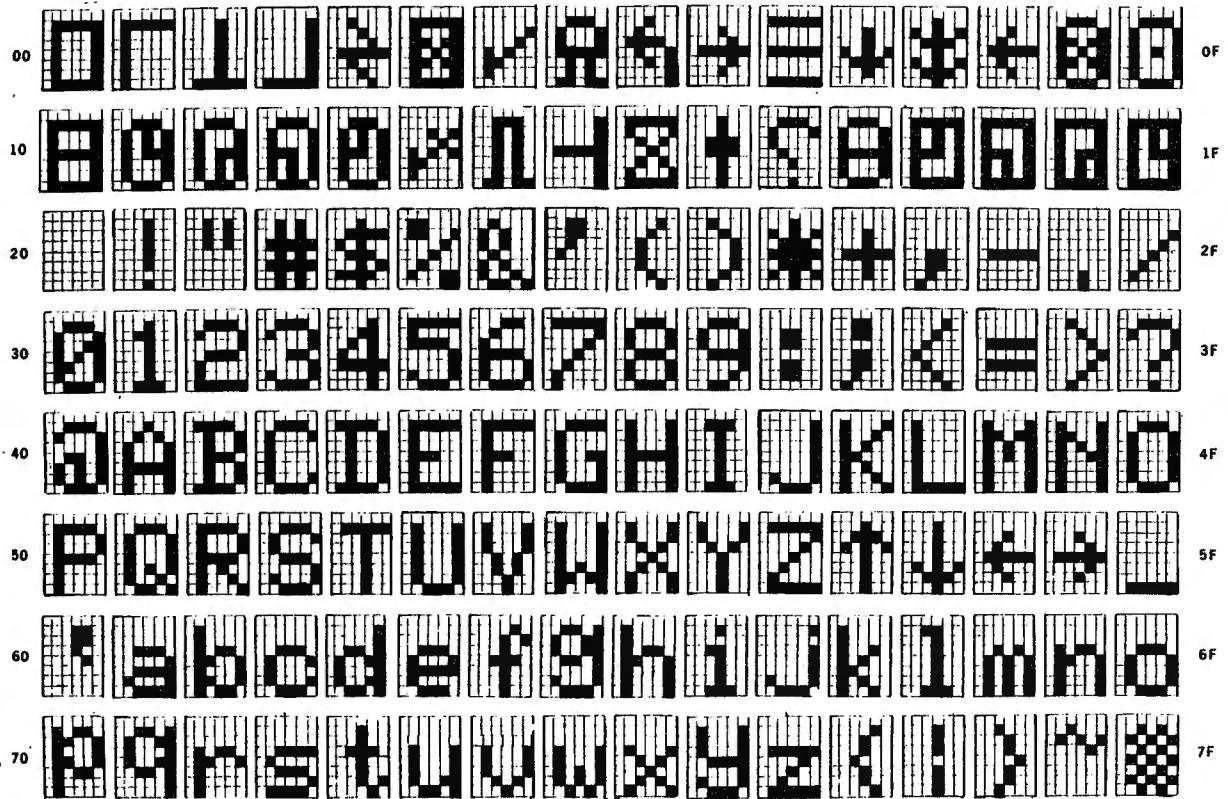 00 0F
10 1F
20 ! " # $ % & ' ( ) * + , - . / 2F
30 0 1 2 3 4 5 6 7 8 9 : ; < = > ? 3F
40 @ A B C D E F G H I J K L M N O 4F
50 P Q R S T U V W X Y Z ↑ ↓ ← → _ 5F
60 ` a b c d e f g h i j k l m n o 6F
70 p q r s t u v w x y z { | } ~ 7F